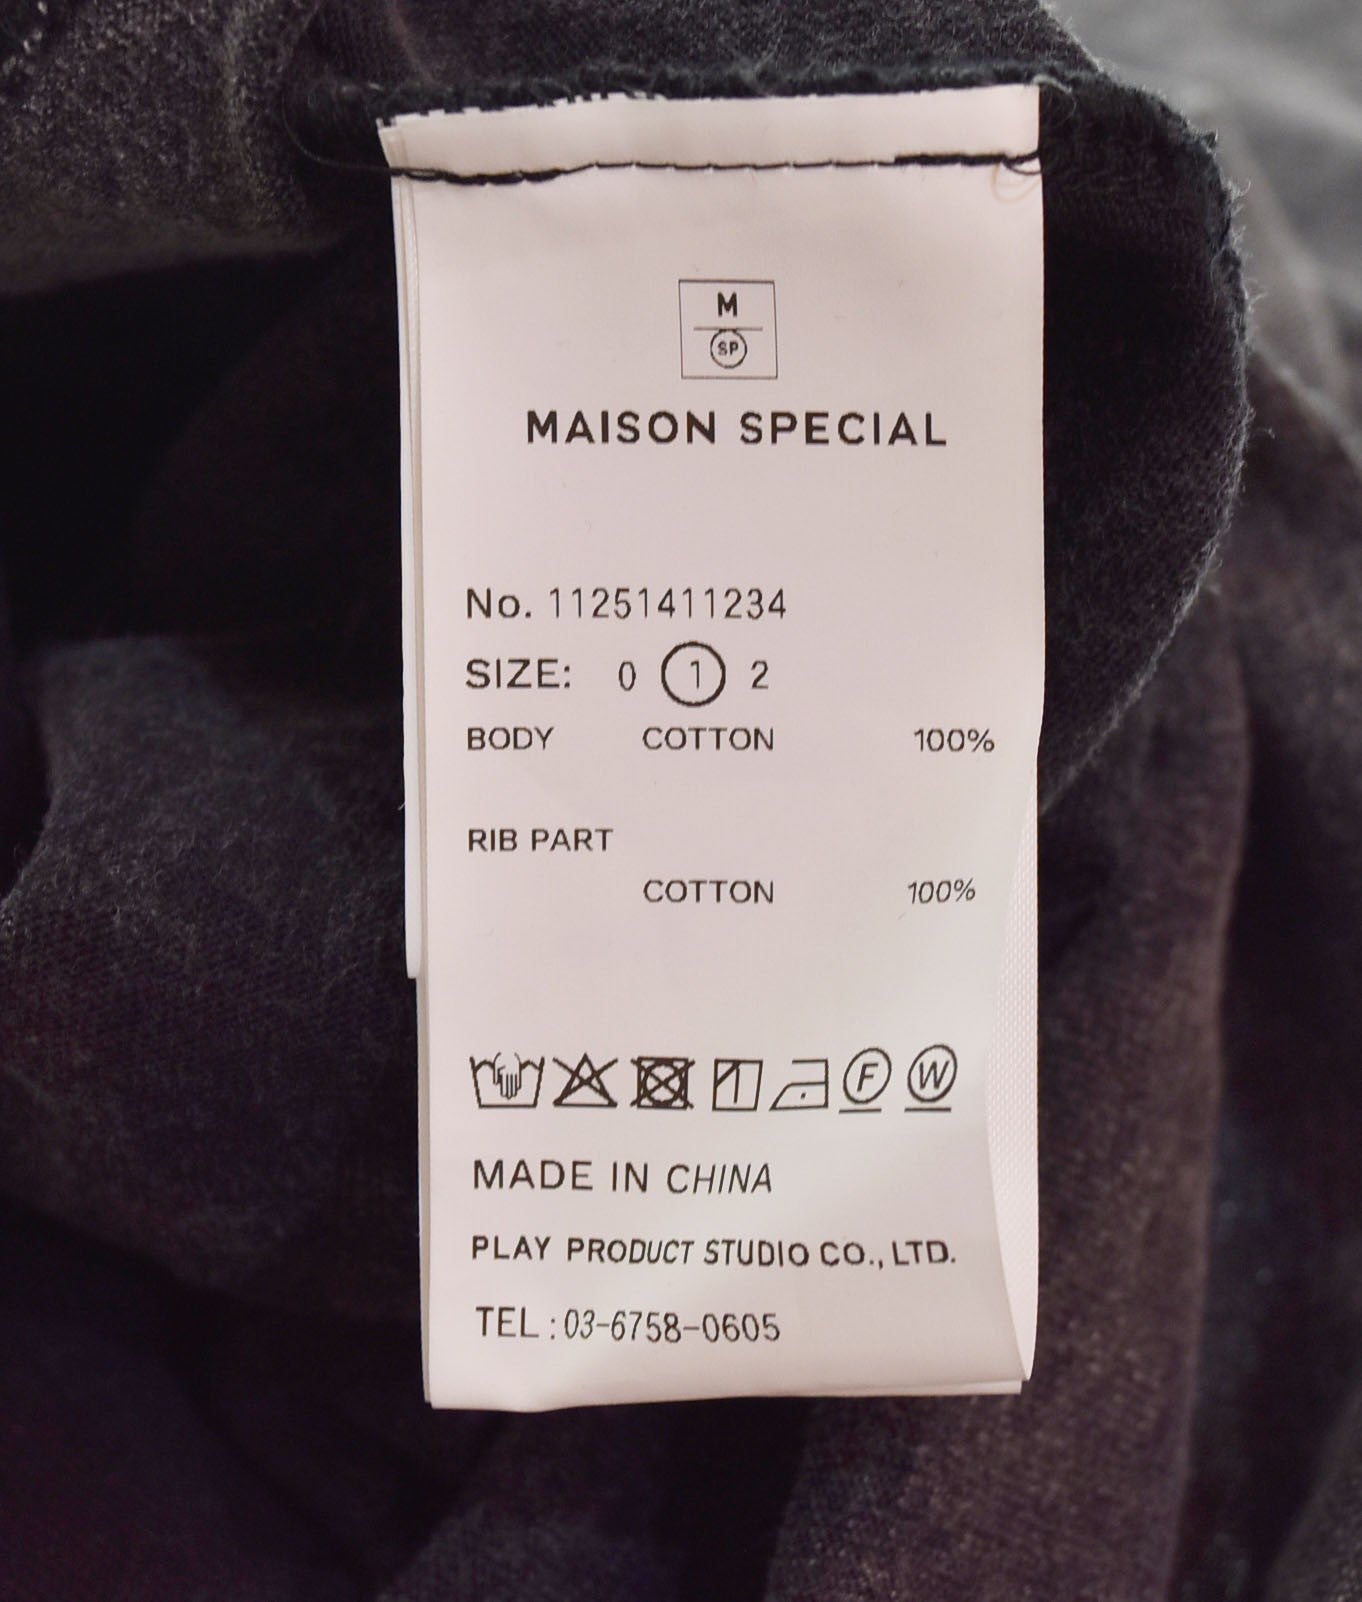 M
SP
MAISON SPECIAL
No. 11251411234
SIZE: 0 1 2
BODY COTTON 100%
RIB PART
COTTON 100%
F W
MADE IN CHINA
PLAY PRODUCT STUDIO CO., LTD.
TEL : 03-6758-0605